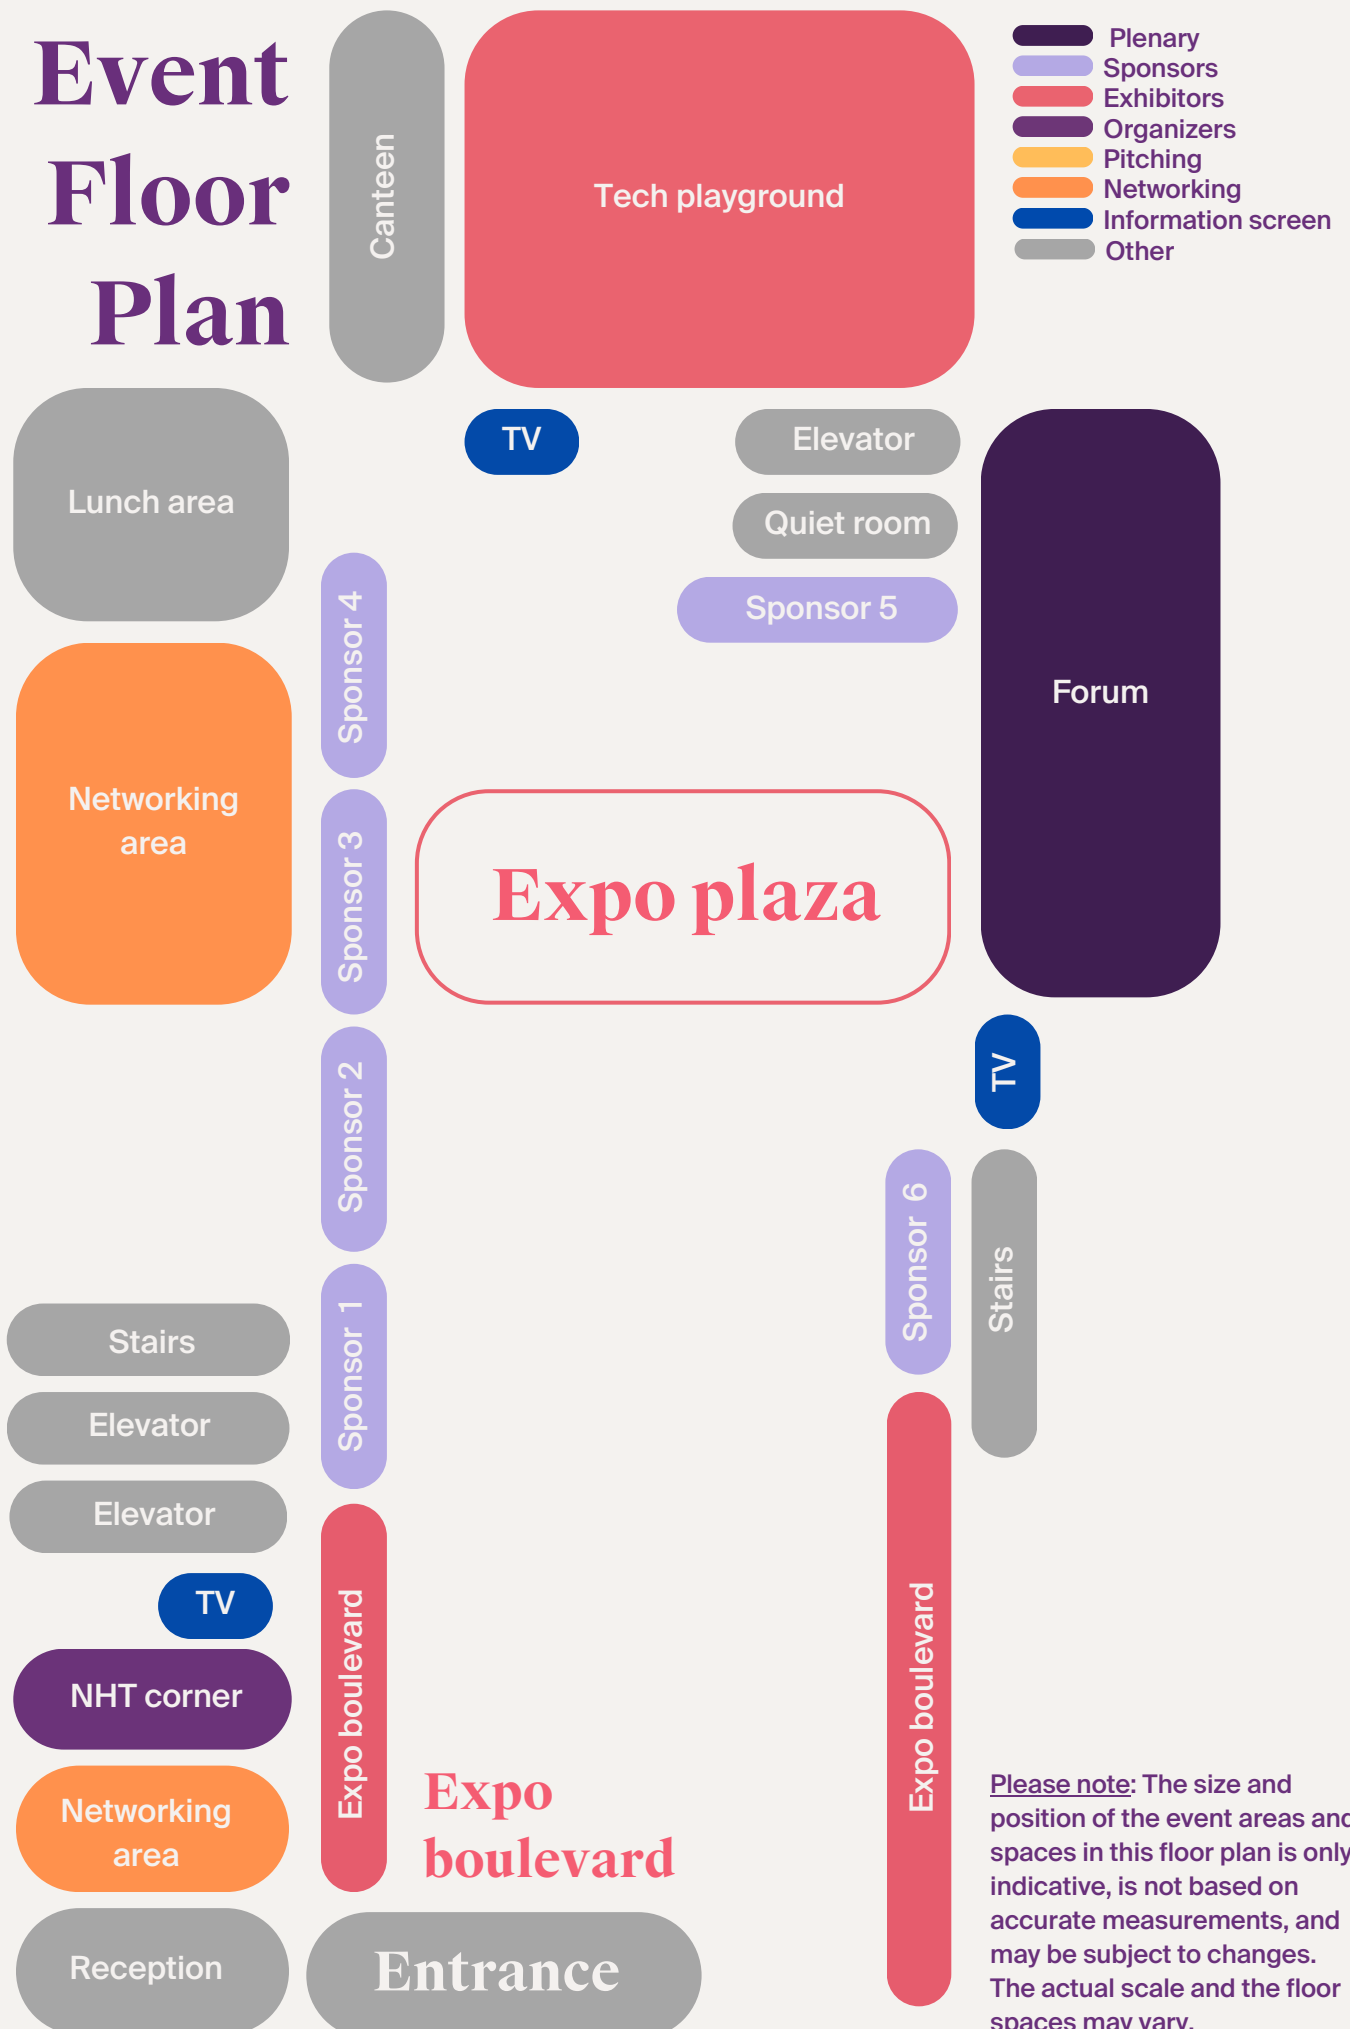 Event
Floor
Plan
Canteen
Tech playground
Plenary
Sponsors
Exhibitors
Organizers
Pitching
Networking
Information screen
Other
Lunch area
TV
Elevator
Quiet room
Sponsor 5
Forum
Sponsor 4
Networking
area
Sponsor 3
Expo plaza
Sponsor 2
TV
Sponsor 6
Stairs
Sponsor 1
Stairs
Elevator
Elevator
TV
NHT corner
Expo boulevard
Expo boulevard
Networking
area
Expo
boulevard
Reception
Entrance
Please note: The size and
position of the event areas and
spaces in this floor plan is only
indicative, is not based on
accurate measurements, and
may be subject to changes.
The actual scale and the floor
spaces may vary.